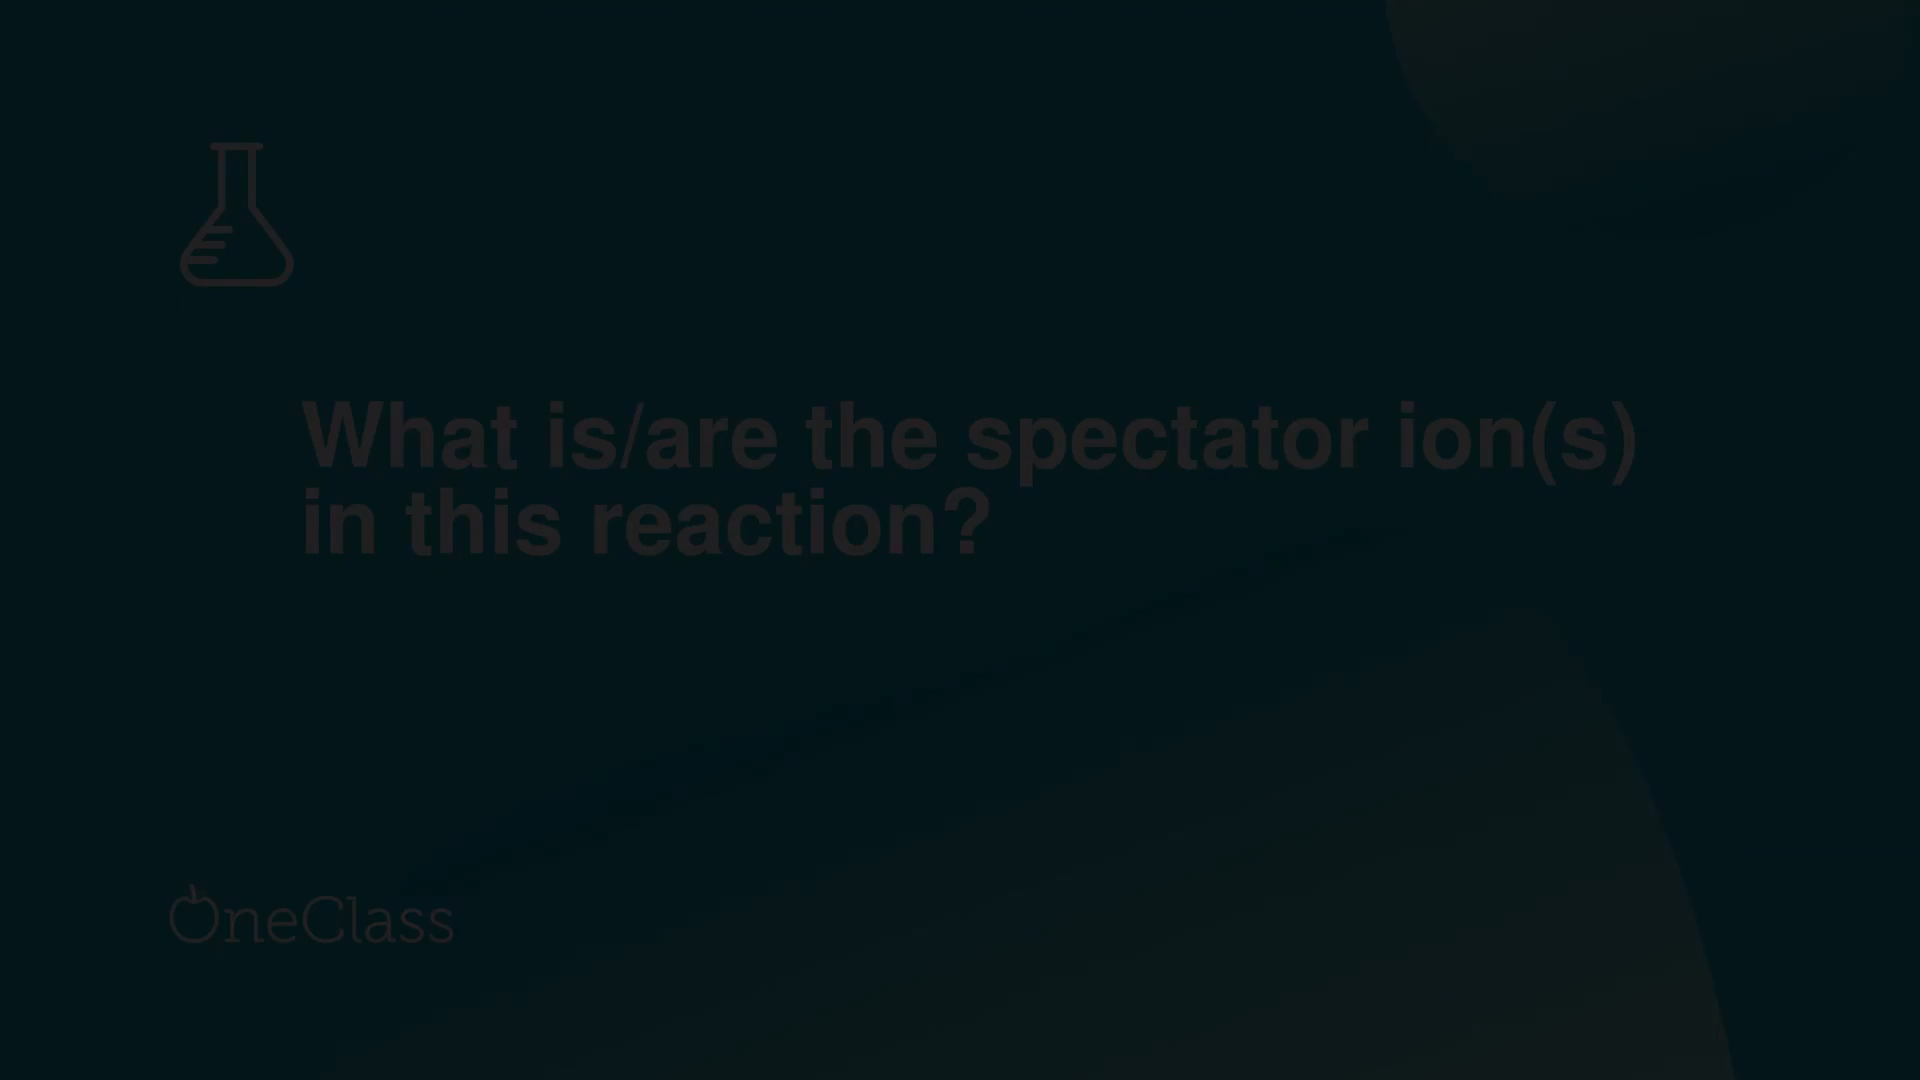 What is/are the spectator ion(s)
in this reaction?
OneClass